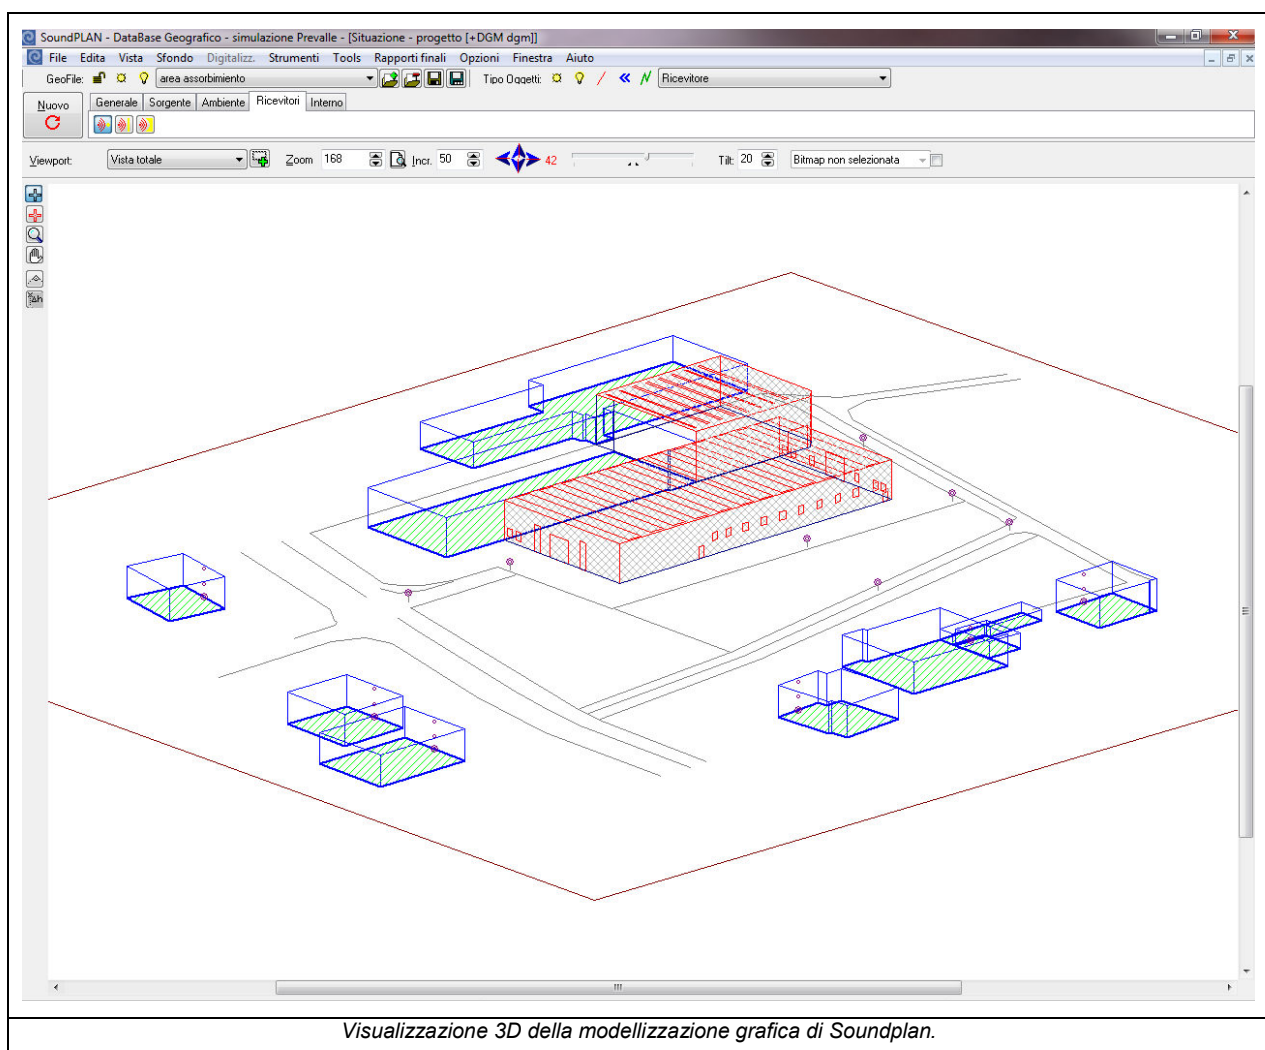 SoundPLAN - DataBase Geografico - simulazione Prevalle - [Situazione - progetto [+DGM dgm]]
File Edita Vista Sfondo Digitalizz. Strumenti Tools Rapporti finali Opzioni Finestra Aiuto
GeoFile: area assorbimento Tipo Oggetti: Ricevitore
Nuovo Generale Sorgente Ambiente Ricevitori Interno
Viewport: Vista totale Zoom 168 Incr. 50 42 Tilt: 20 Bitmap non selezionata
Δh
Visualizzazione 3D della modellizzazione grafica di Soundplan.